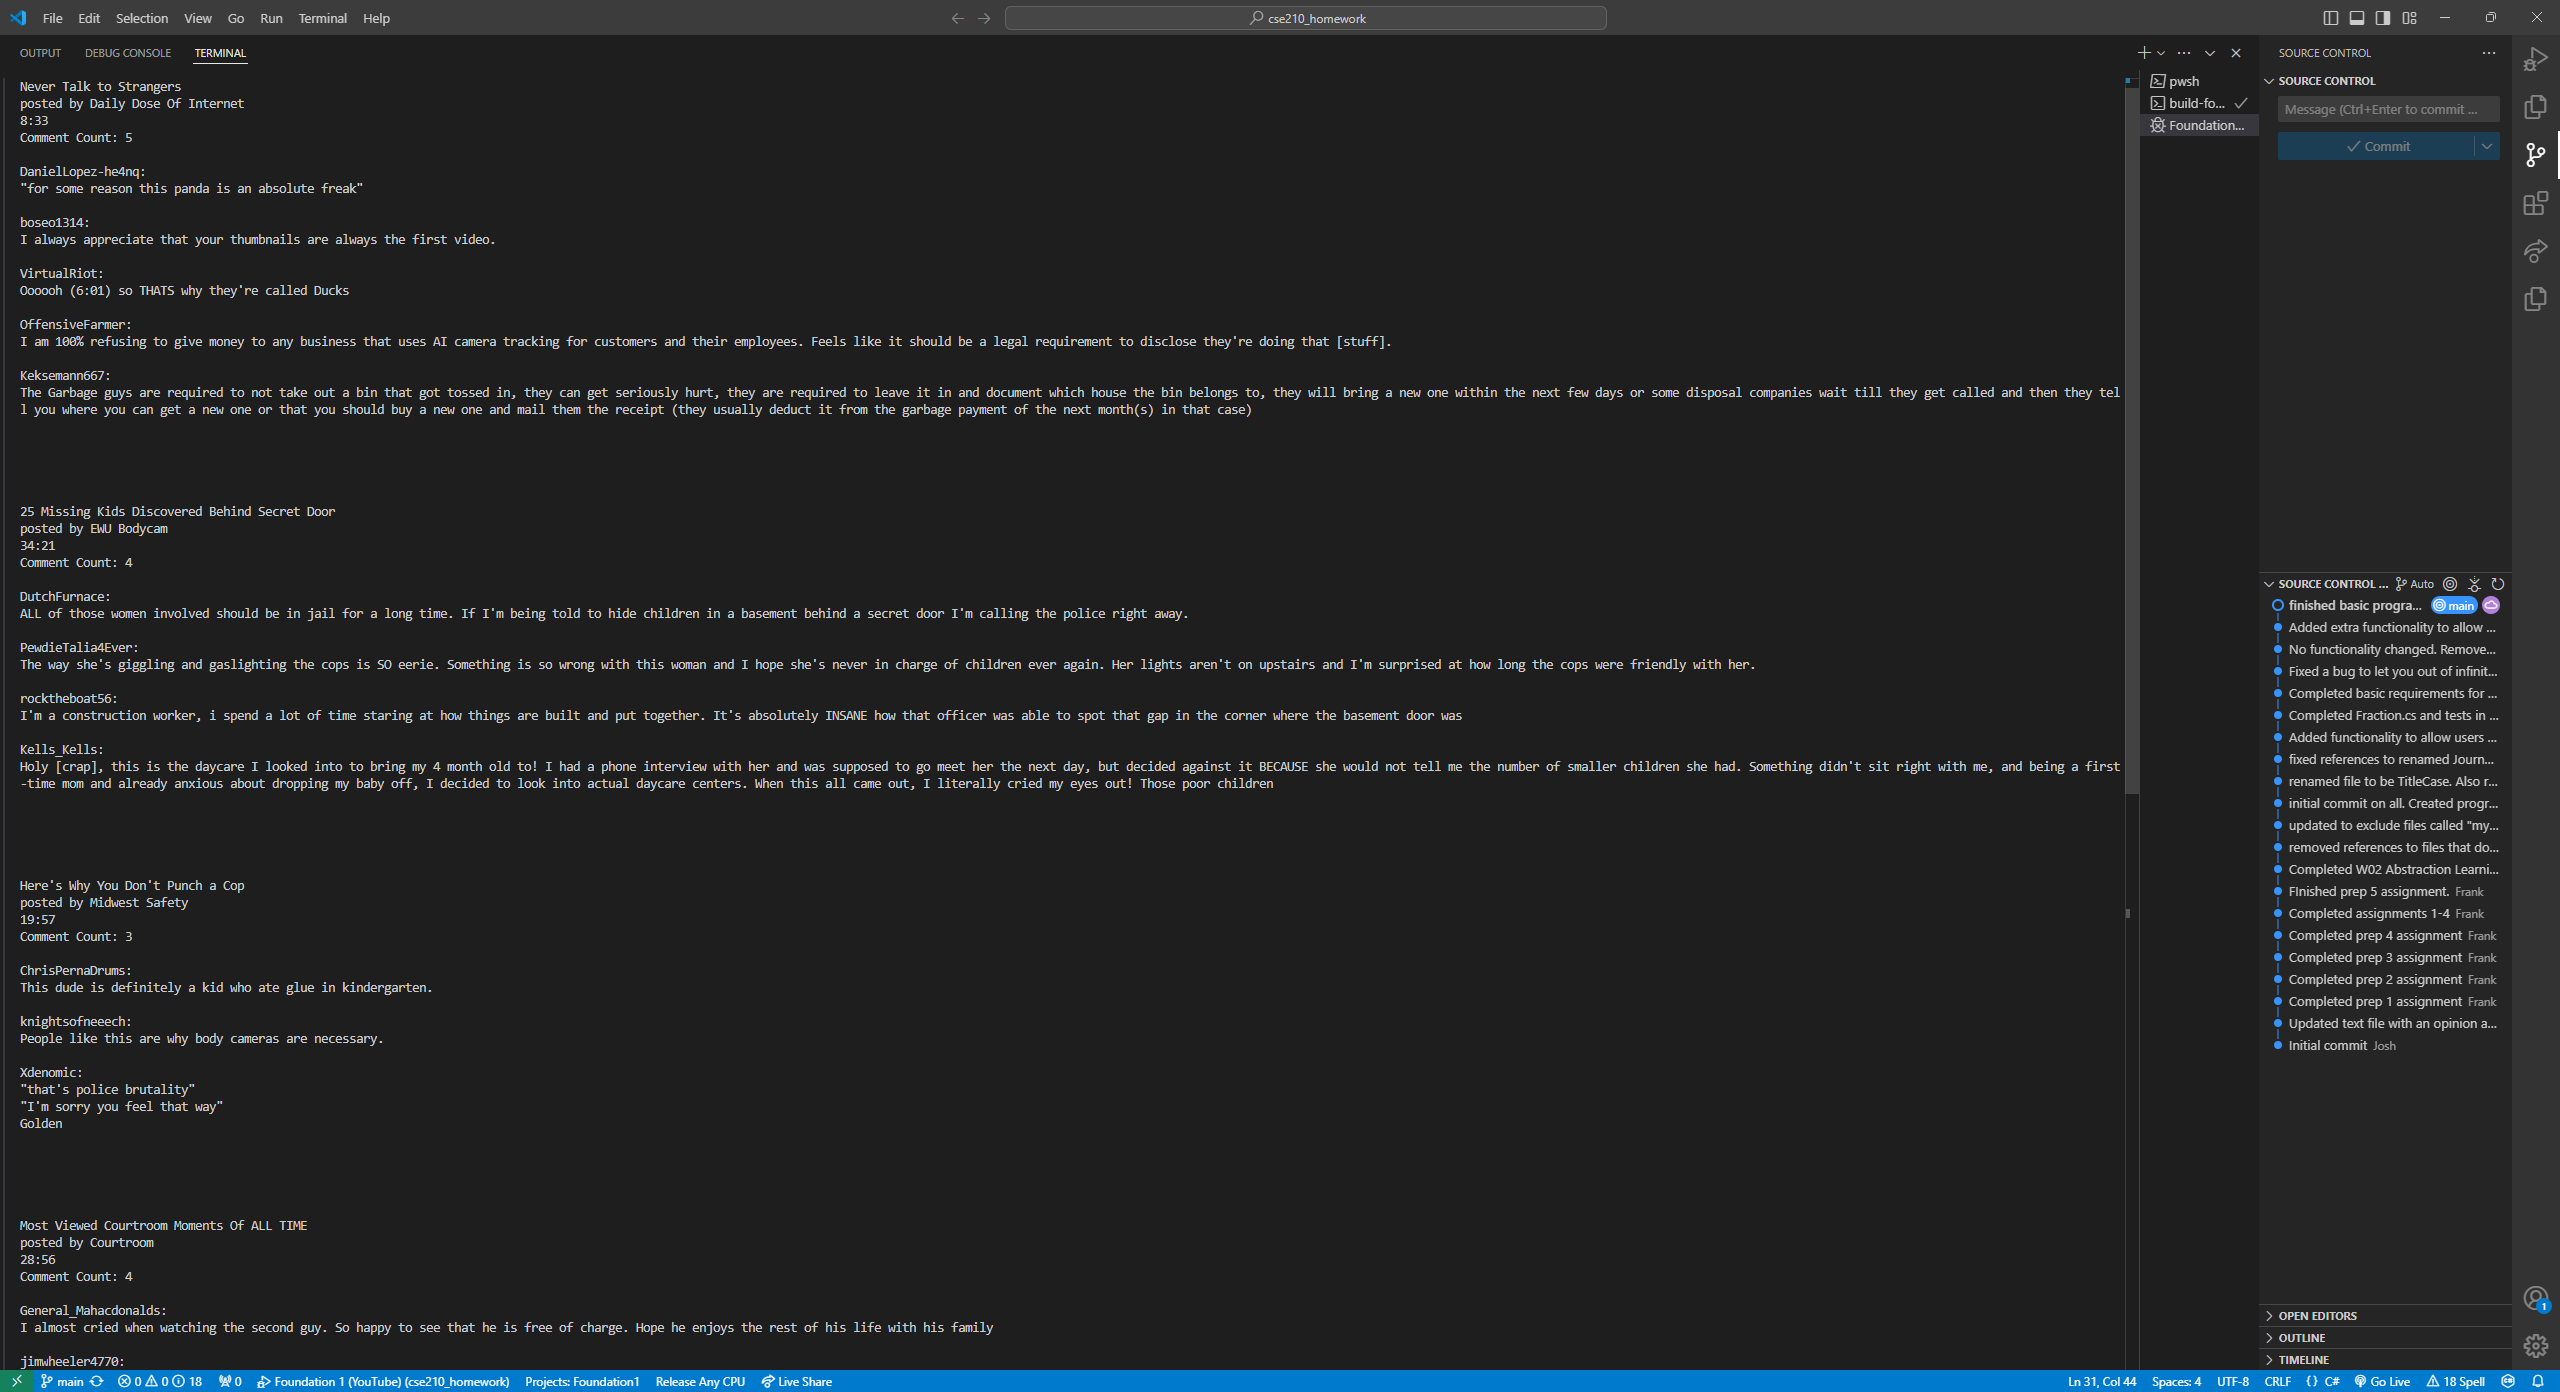 File Edit Selection View Go Run Terminal Help
cse210_homework
OUTPUT DEBUG CONSOLE TERMINAL
Never Talk to Strangers
posted by Daily Dose Of Internet
8:33
Comment Count: 5
DanielLopez-he4nq:
"for some reason this panda is an absolute freak"
boseo1314:
I always appreciate that your thumbnails are always the first video.
VirtualRiot:
Oooooh (6:01) so THATS why they're called Ducks
OffensiveFarmer:
I am 100% refusing to give money to any business that uses AI camera tracking for customers and their employees. Feels like it should be a legal requirement to disclose they're doing that [stuff].
Keksemann667:
The Garbage guys are required to not take out a bin that got tossed in, they can get seriously hurt, they are required to leave it in and document which house the bin belongs to, they will bring a new one within the next few days or some disposal companies wait till they get called and then they tel
l you where you can get a new one or that you should buy a new one and mail them the receipt (they usually deduct it from the garbage payment of the next month(s) in that case)
25 Missing Kids Discovered Behind Secret Door
posted by EWU Bodycam
34:21
Comment Count: 4
DutchFurnace:
ALL of those women involved should be in jail for a long time. If I'm being told to hide children in a basement behind a secret door I'm calling the police right away.
PewdieTalia4Ever:
The way she's giggling and gaslighting the cops is SO eerie. Something is so wrong with this woman and I hope she's never in charge of children ever again. Her lights aren't on upstairs and I'm surprised at how long the cops were friendly with her.
rocktheboat56:
I'm a construction worker, i spend a lot of time staring at how things are built and put together. It's absolutely INSANE how that officer was able to spot that gap in the corner where the basement door was
Kells_Kells:
Holy [crap], this is the daycare I looked into to bring my 4 month old to! I had a phone interview with her and was supposed to go meet her the next day, but decided against it BECAUSE she would not tell me the number of smaller children she had. Something didn't sit right with me, and being a first
-time mom and already anxious about dropping my baby off, I decided to look into actual daycare centers. When this all came out, I literally cried my eyes out! Those poor children
Here's Why You Don't Punch a Cop
posted by Midwest Safety
19:57
Comment Count: 3
ChrisPernaDrums:
This dude is definitely a kid who ate glue in kindergarten.
knightsofneeech:
People like this are why body cameras are necessary.
Xdenomic:
"that's police brutality"
"I'm sorry you feel that way"
Golden
Most Viewed Courtroom Moments Of ALL TIME
posted by Courtroom
28:56
Comment Count: 4
General_Mahacdonalds:
I almost cried when watching the second guy. So happy to see that he is free of charge. Hope he enjoys the rest of his life with his family
jimwheeler4770:
pwsh
build-fo...
Foundation...
SOURCE CONTROL
SOURCE CONTROL
Message (Ctrl+Enter to commit ...
Commit
SOURCE CONTROL ... Auto
finished basic progra... main
Added extra functionality to allow ...
No functionality changed. Remove...
Fixed a bug to let you out of infinit...
Completed basic requirements for ...
Completed Fraction.cs and tests in ...
Added functionality to allow users ...
fixed references to renamed Journ...
renamed file to be TitleCase. Also r...
initial commit on all. Created progr...
updated to exclude files called "my...
removed references to files that do...
Completed W02 Abstraction Learni...
FInished prep 5 assignment. Frank
Completed assignments 1-4 Frank
Completed prep 4 assignment Frank
Completed prep 3 assignment Frank
Completed prep 2 assignment Frank
Completed prep 1 assignment Frank
Updated text file with an opinion a...
Initial commit Josh
OPEN EDITORS
OUTLINE
TIMELINE
1
main 0 0 18 0 Foundation 1 (YouTube) (cse210_homework) Projects: Foundation1 Release Any CPU Live Share Ln 31, Col 44 Spaces: 4 UTF-8 CRLF {} C# Go Live 18 Spell